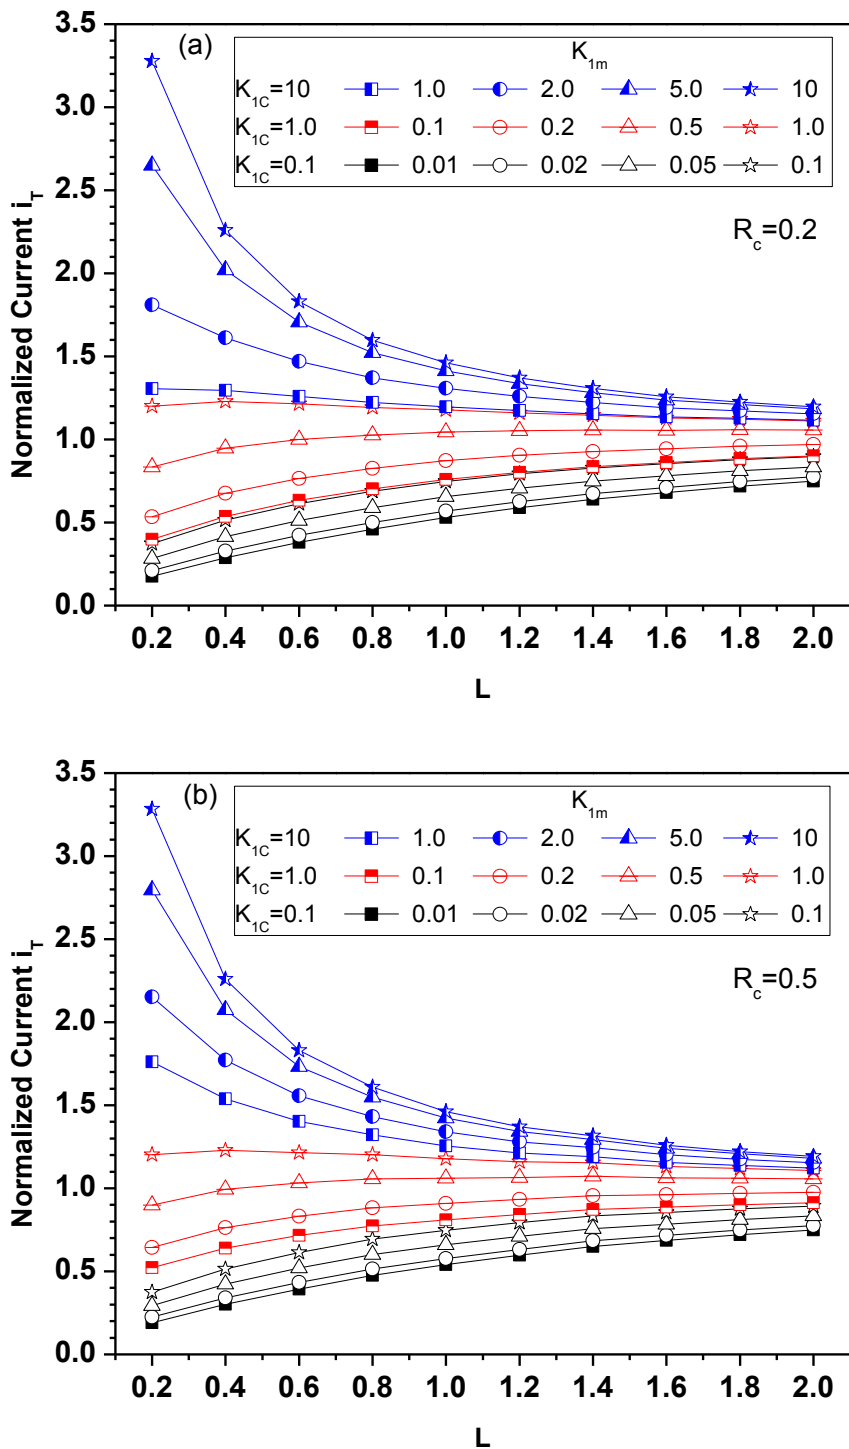 (a)
K1m
K1C=10 1.0 2.0 5.0 10
K1C=1.0 0.1 0.2 0.5 1.0
K1C=0.1 0.01 0.02 0.05 0.1
Rc=0.2
Normalized Current iT
3.5
3.0
2.5
2.0
1.5
1.0
0.5
0.0
0.2 0.4 0.6 0.8 1.0 1.2 1.4 1.6 1.8 2.0
L
(b)
K1m
K1C=10 1.0 2.0 5.0 10
K1C=1.0 0.1 0.2 0.5 1.0
K1C=0.1 0.01 0.02 0.05 0.1
Rc=0.5
Normalized Current iT
3.5
3.0
2.5
2.0
1.5
1.0
0.5
0.0
0.2 0.4 0.6 0.8 1.0 1.2 1.4 1.6 1.8 2.0
L